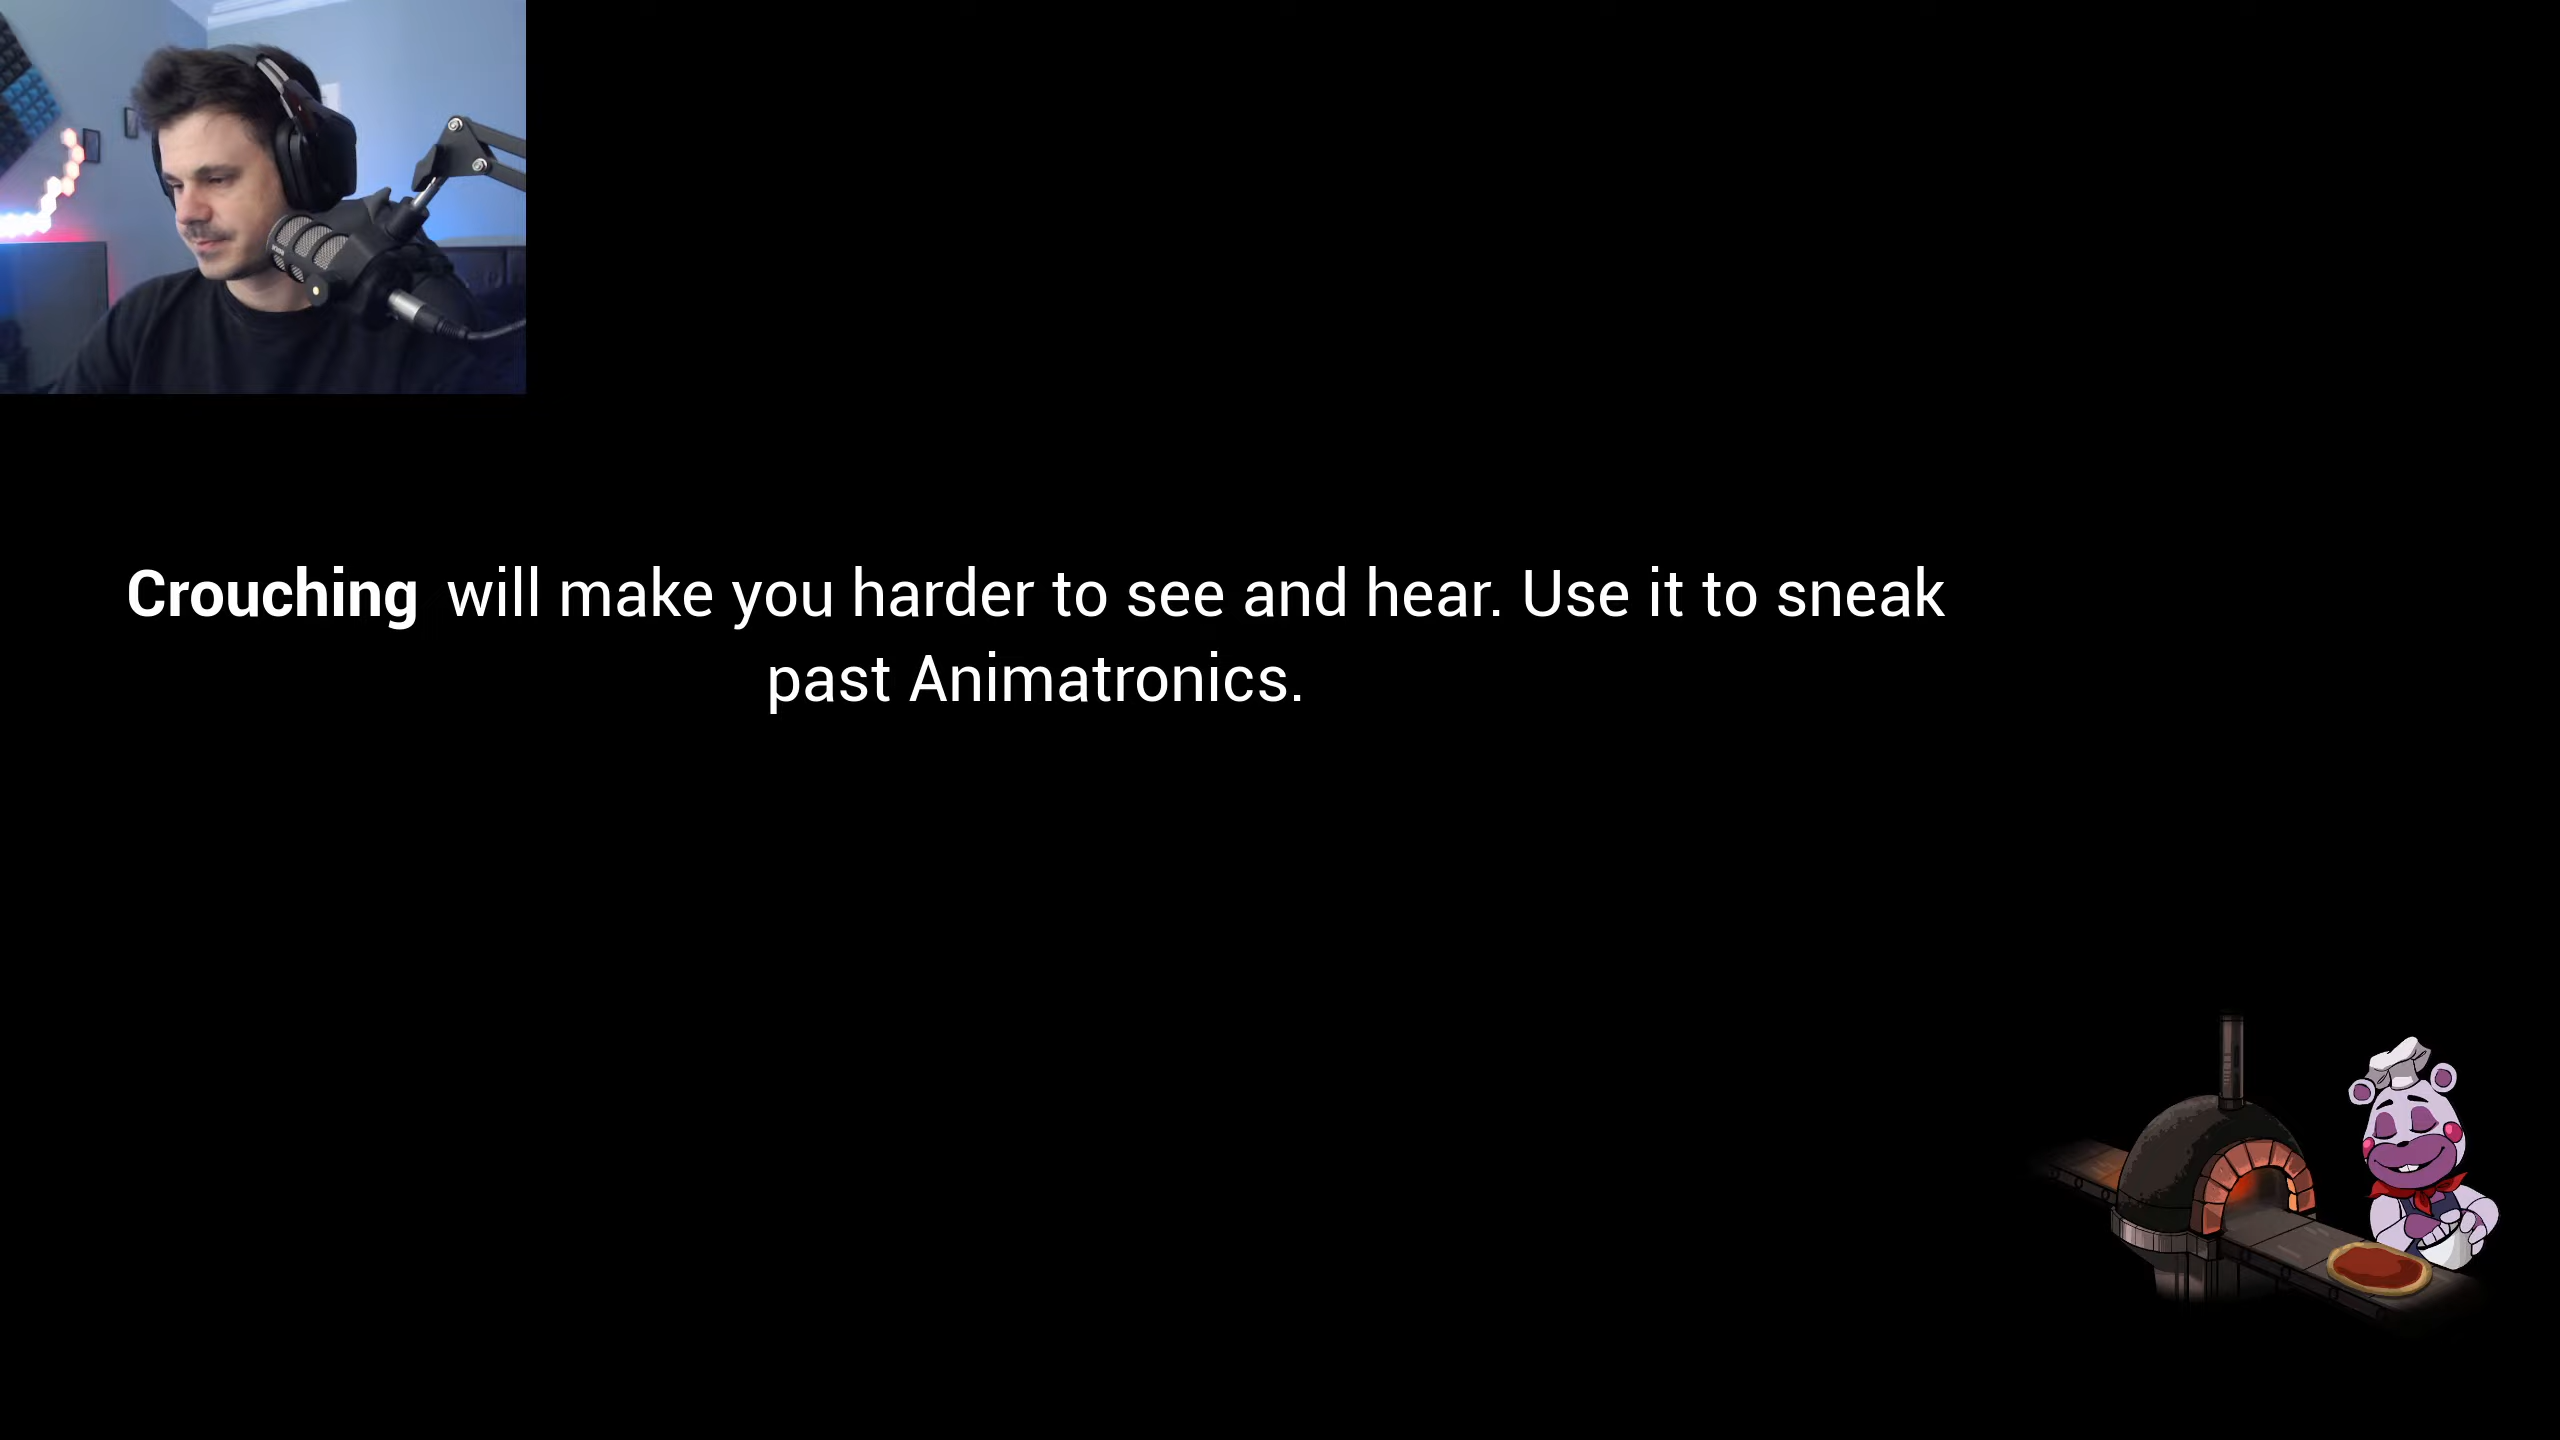 Crouching will make you harder to see and hear. Use it to sneak
past Animatronics.